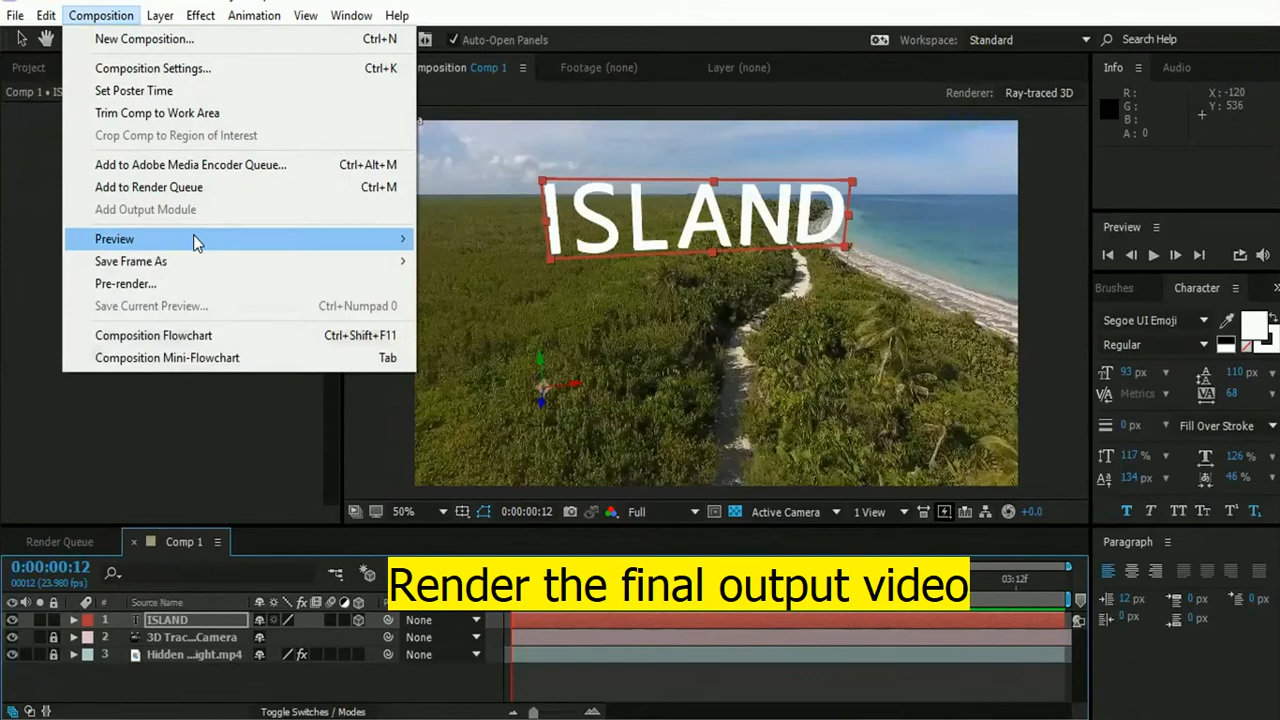 File Edit Composition Layer Effect Animation View Window Help
New Composition... Ctrl+N
Composition Settings... Ctrl+K
Set Poster Time
Trim Comp to Work Area
Crop Comp to Region of Interest
Add to Adobe Media Encoder Queue... Ctrl+Alt+M
Add to Render Queue Ctrl+M
Add Output Module
Preview
Save Frame As
Pre-render...
Save Current Preview... Ctrl+Numpad 0
Composition Flowchart Ctrl+Shift+F11
Composition Mini-Flowchart Tab
Auto-Open Panels
Workspace: Standard
Search Help
Project
mposition Comp 1
Footage (none)
Layer (none)
Info Audio
Comp 1 • IS
Renderer: Ray-traced 3D
R: X: -120
G: Y: 536
B:
A: 0
ISLAND
Preview
Brushes Character
Segoe UI Emoji
Regular
93 px 110 px
Metrics 68
0 px Fill Over Stroke
117 % 126 %
134 px 46 %
T T TT Tt T¹ T₁
50% 0:00:00:12 Full Active Camera 1 View +0.0
Render Queue Comp 1
Paragraph
0:00:00:12
00012 (23.980 fps)
Render the final output video
03:12f
# Source Name
1 ISLAND None
2 3D Trac...Camera None
3 Hidden ...ight.mp4 None
12 px 0 px 0 px
0 px 0 px
Toggle Switches / Modes